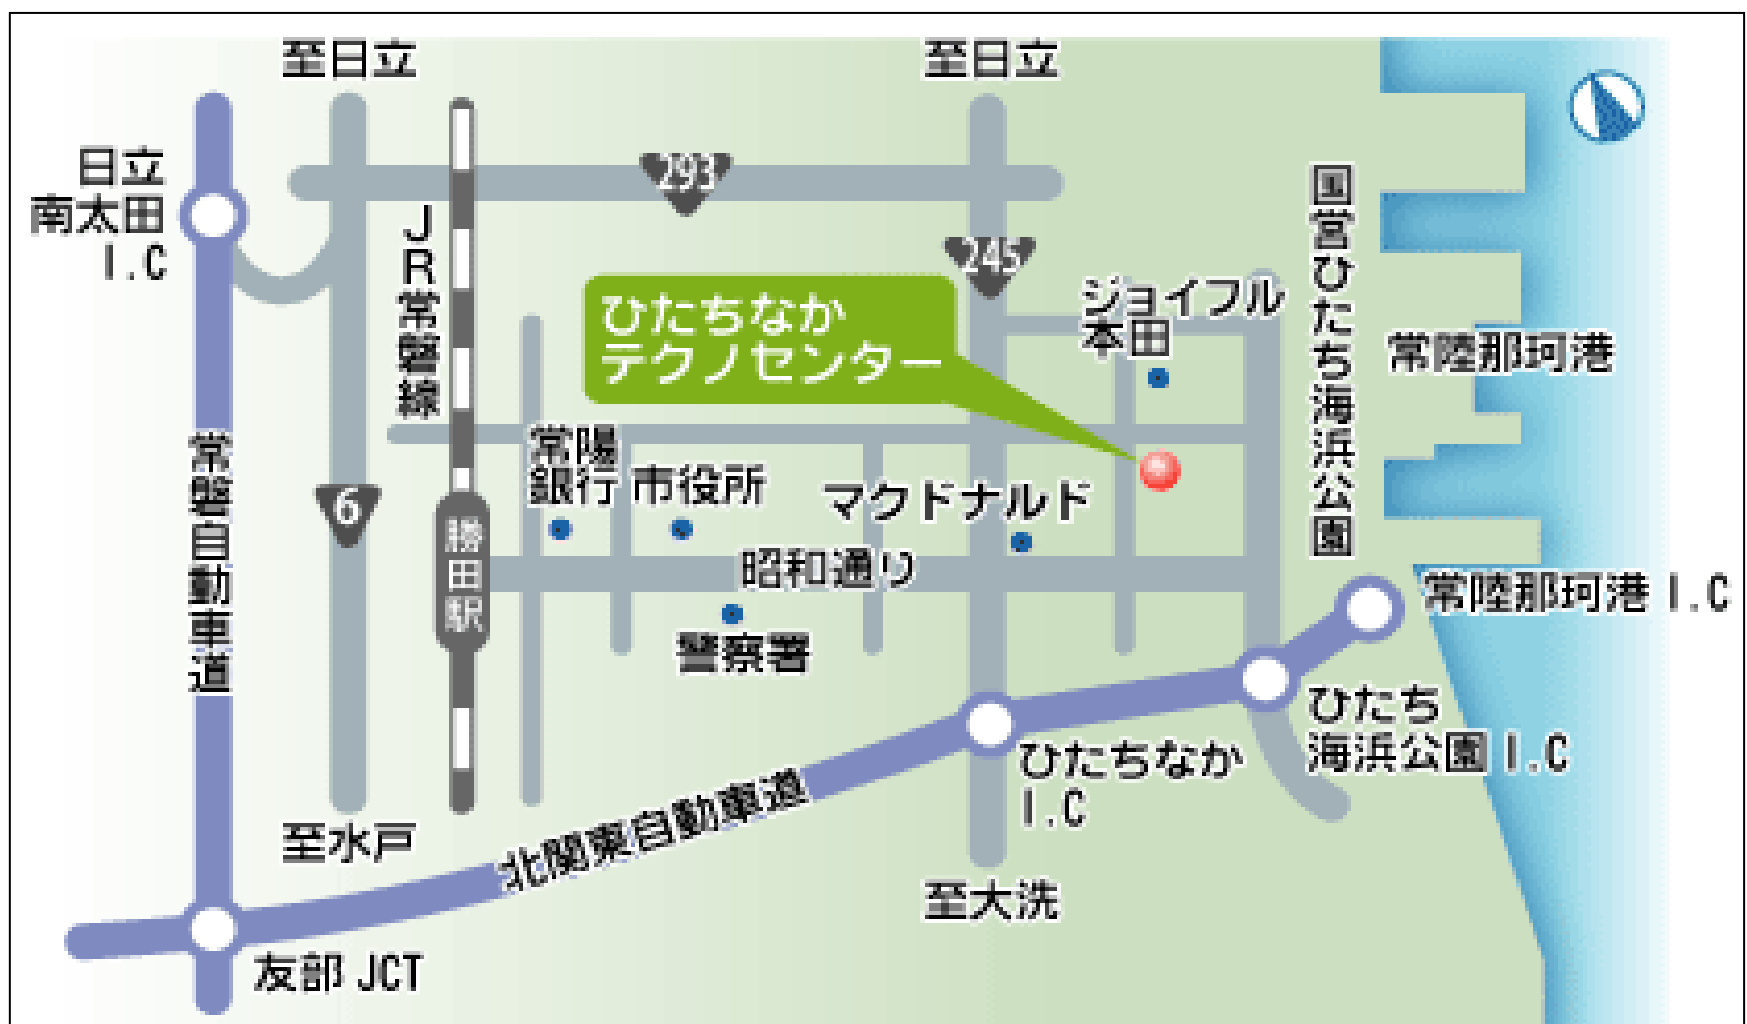 至日立
至日立
日立
南太田
I.C
293
JR常磐線
245
国営ひたち海浜公園
ひたちなか
テクノセンター
ジョイフル
本田
常陸那珂港
常磐自動車道
6
常陽
銀行
市役所
マクドナルド
勝田駅
昭和通り
警察署
常陸那珂港 I.C
ひたち
海浜公園 I.C
ひたちなか
I.C
北関東自動車道
至水戸
至大洗
友部 JCT